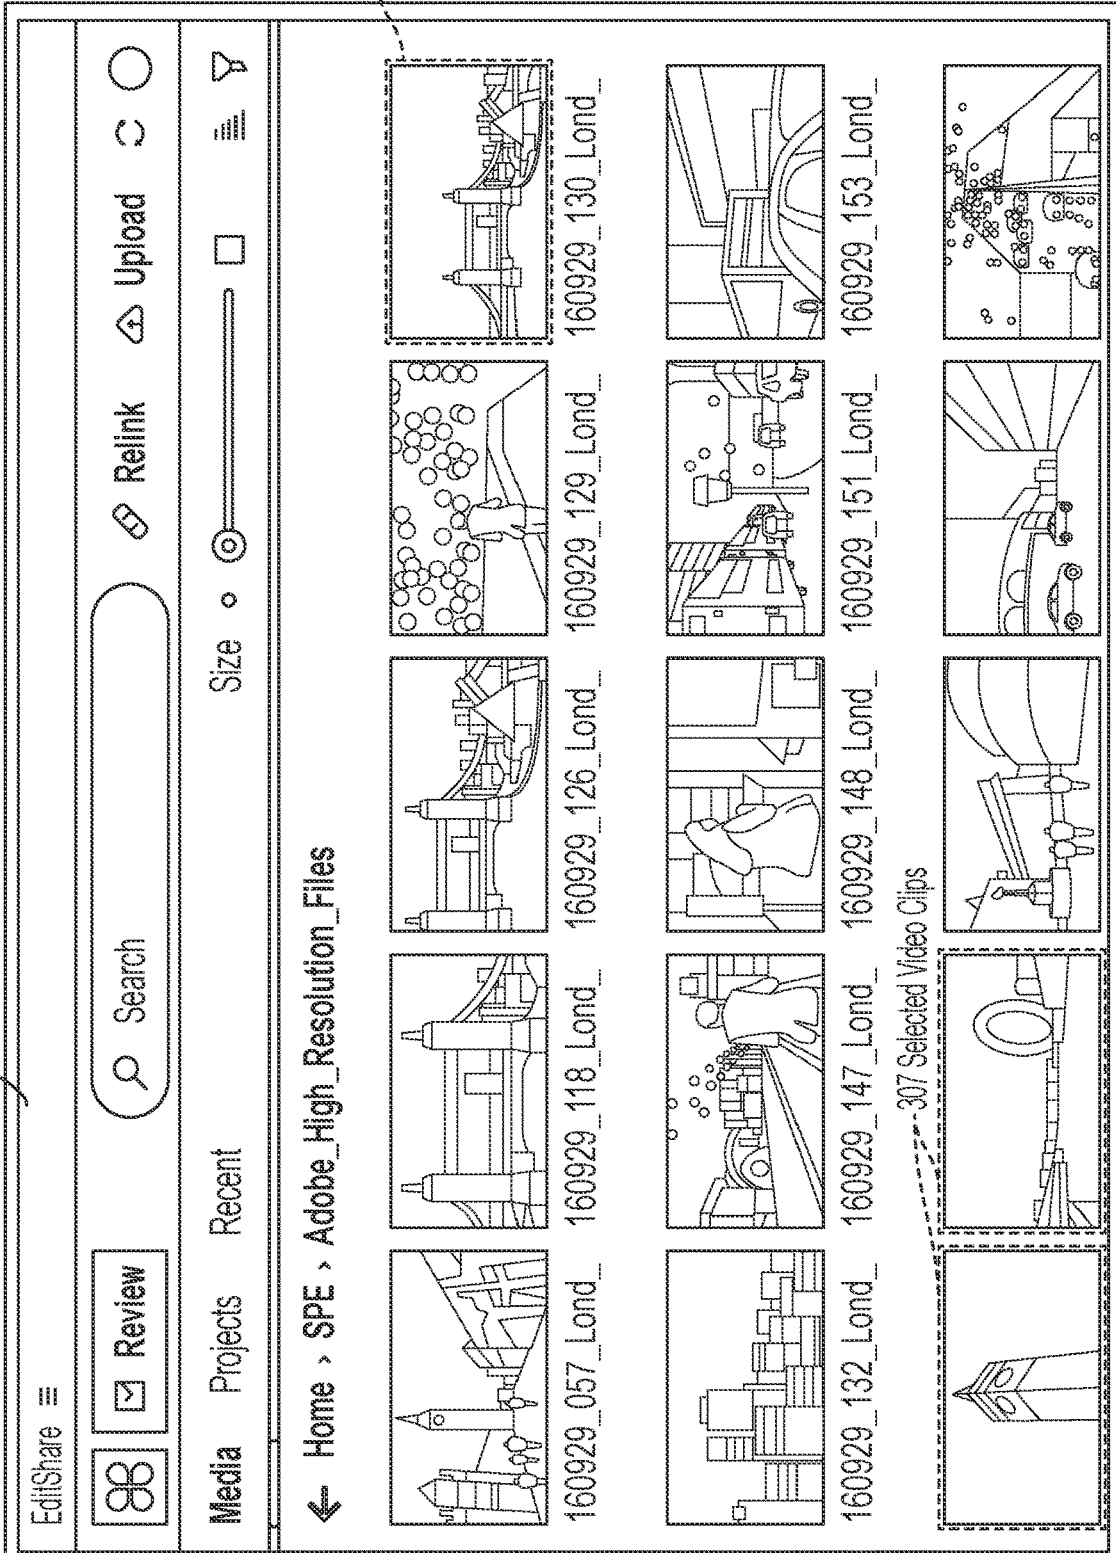 EditShare
Review
Search
Relink
Upload
Media
Projects
Recent
Size
Home > SPE > Adobe_High_Resolution_Files
160929_057_Lond_
160929_118_Lond_
160929_126_Lond_
160929_129_Lond_
160929_130_Lond_
160929_132_Lond_
160929_147_Lond_
160929_148_Lond_
160929_151_Lond_
160929_153_Lond_
307 Selected Video Clips